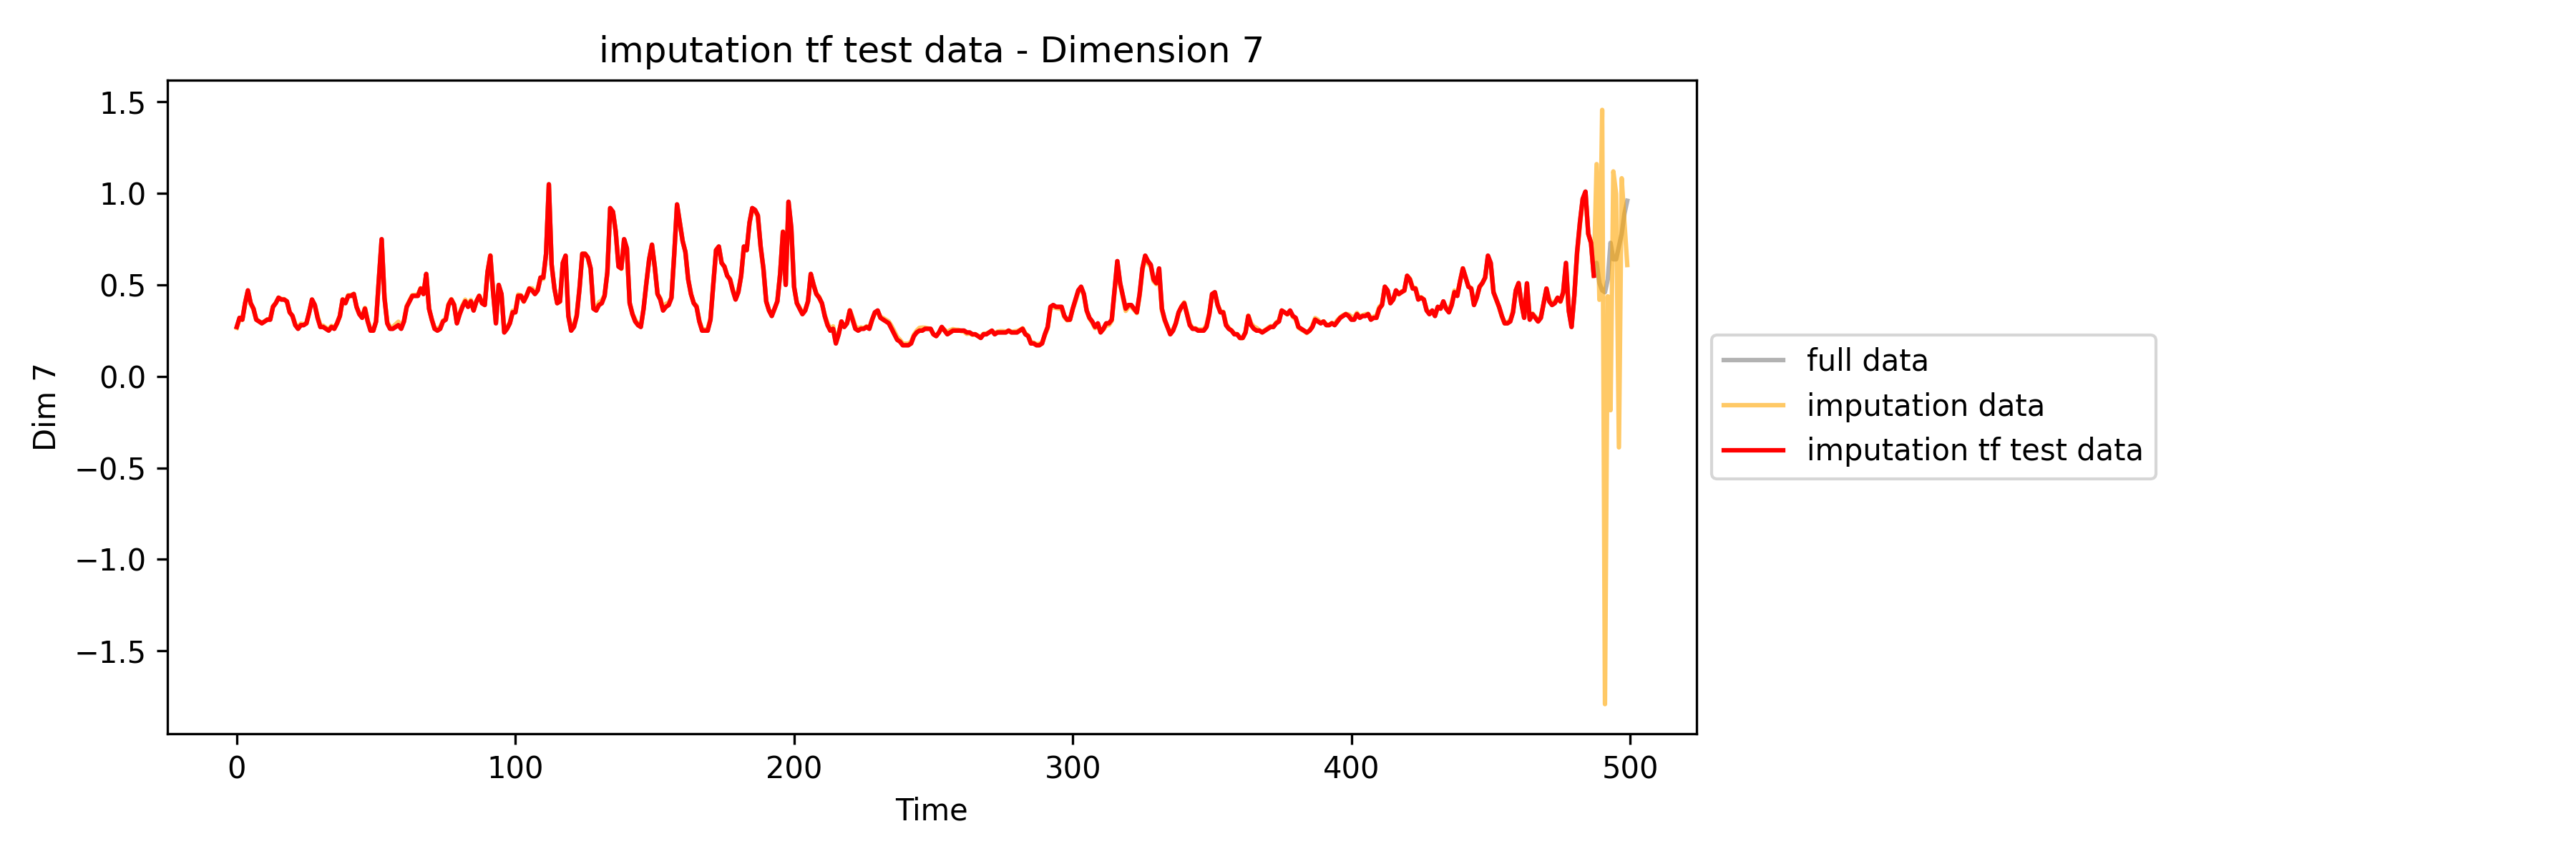 imputation tf test data - Dimension 7
1.5
1.0
0.5
0.0
−0.5
−1.0
−1.5
Dim 7
0 100 200 300 400 500
Time
full data
imputation data
imputation tf test data